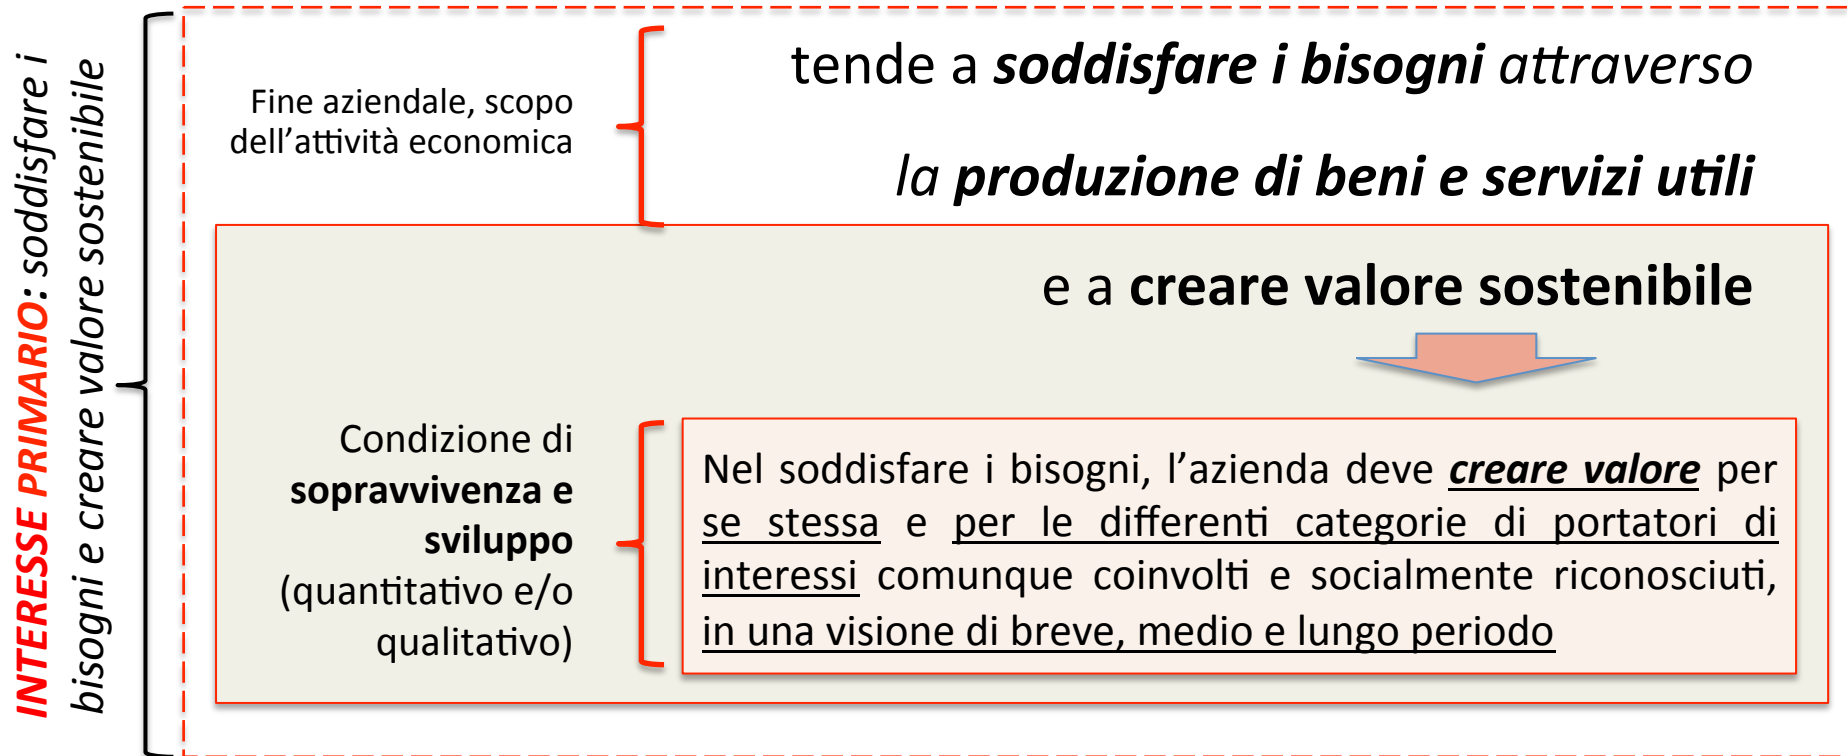 INTERESSE PRIMARIO: soddisfare i
bisogni e creare valore sostenibile
Fine aziendale, scopo
dell’attività economica
tende a soddisfare i bisogni attraverso
la produzione di beni e servizi utili
e a creare valore sostenibile
Condizione di
sopravvivenza e
sviluppo
(quantitativo e/o
qualitativo)
Nel soddisfare i bisogni, l’azienda deve creare valore per
se stessa e per le differenti categorie di portatori di
interessi comunque coinvolti e socialmente riconosciuti,
in una visione di breve, medio e lungo periodo